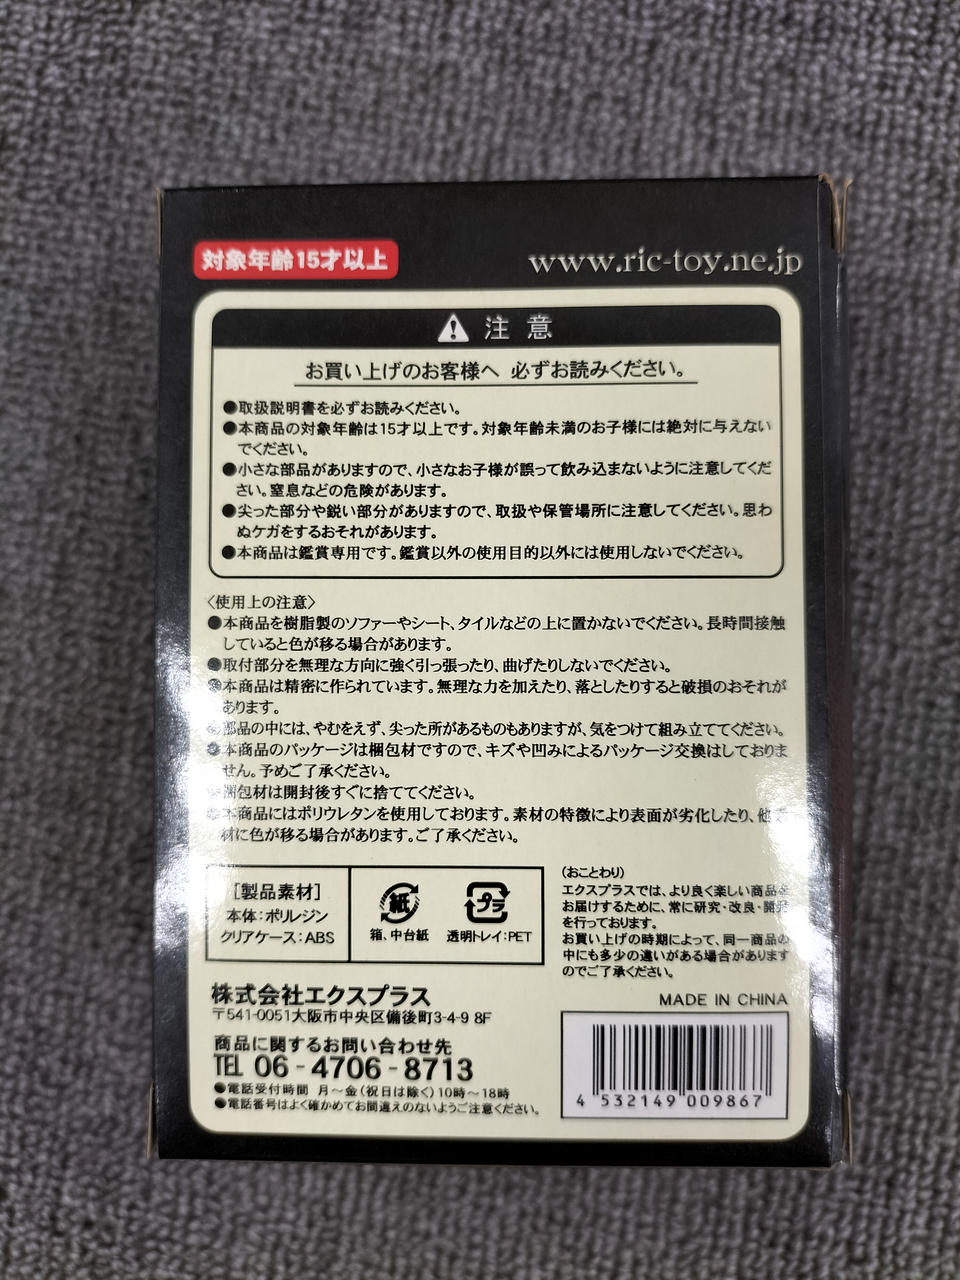 対象年齢15才以上
www.ric-toy.ne.jp
注意
お買い上げのお客様へ 必ずお読みください。
●取扱説明書を必ずお読みください。
●本商品の対象年齢は15才以上です。対象年齢未満のお子様には絶対に与えない
でください。
●小さな部品がありますので、小さなお子様が誤って飲み込まないように注意してくだ
さい。窒息などの危険があります。
●尖った部分や鋭い部分がありますので、取扱や保管場所に注意してください。思わ
ぬケガをするおそれがあります。
●本商品は鑑賞専用です。鑑賞以外の使用目的以外には使用しないでください。
〈使用上の注意〉
●本商品を樹脂製のソファーやシート、タイルなどの上に置かないでください。長時間接触
していると色が移る場合があります。
●取付部分を無理な方向に強く引っ張ったり、曲げたりしないでください。
●本商品は精密に作られています。無理な力を加えたり、落としたりすると破損のおそれが
あります。
●部品の中には、やむをえず、尖った所があるものもありますが、気をつけて組み立ててください。
●本商品のパッケージは梱包材ですので、キズや凹みによるパッケージ交換はしておりま
せん。予めご了承ください。
●梱包材は開封後すぐに捨ててください。
●本商品にはポリウレタンを使用しております。素材の特徴により表面が劣化したり、他素
材に色が移る場合があります。ご了承ください。
[製品素材]
本体:ポリレジン
クリアケース:ABS
紙
箱、中台紙
プラ
透明トレイ:PET
(おことわり)
エクスプラスでは、より良く楽しい商品を
お届けするために、常に研究・改良・開発
を行っております。
お買い上げの時期によって、同一商品の
中にも多少の違いがある場合があります
のでご了承ください。
株式会社エクスプラス
〒541-0051大阪市中央区備後町3-4-9 8F
商品に関するお問い合わせ先
TEL 06-4706-8713
●電話受付時間 月~金(祝日は除く)10時~18時
●電話番号はよく確かめてお間違えのないようご注意ください。
MADE IN CHINA
4 532149 009867